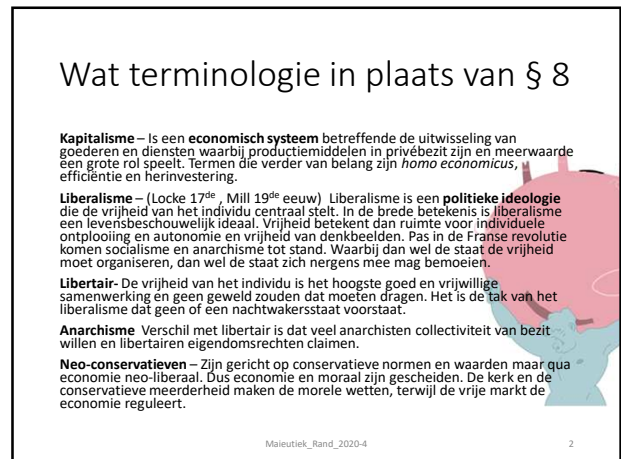 Wat terminologie in plaats van § 8
Kapitalisme – Is een economisch systeem betreffende de uitwisseling van
goederen en diensten waarbij productiemiddelen in privébezit zijn en meerwaarde
een grote rol speelt. Termen die verder van belang zijn homo economicus,
efficiëntie en herinvestering.
Liberalisme – (Locke 17de , Mill 19de eeuw) Liberalisme is een politieke ideologie
die de vrijheid van het individu centraal stelt. In de brede betekenis is liberalisme
een levensbeschouwelijk ideaal. Vrijheid betekent dan ruimte voor individuele
ontplooiing en autonomie en vrijheid van denkbeelden. Pas in de Franse revolutie
komen socialisme en anarchisme tot stand. Waarbij dan wel de staat de vrijheid
moet organiseren, dan wel de staat zich nergens mee mag bemoeien.
Libertair- De vrijheid van het individu is het hoogste goed en vrijwillige
samenwerking en geen geweld zouden dat moeten dragen. Het is de tak van het
liberalisme dat geen of een nachtwakersstaat voorstaat.
Anarchisme Verschil met libertair is dat veel anarchisten collectiviteit van bezit
willen en libertairen eigendomsrechten claimen.
Neo-conservatieven – Zijn gericht op conservatieve normen en waarden maar qua
economie neo-liberaal. Dus economie en moraal zijn gescheiden. De kerk en de
conservatieve meerderheid maken de morele wetten, terwijl de vrije markt de
economie reguleert.
Maieutiek_Rand_2020-4
2